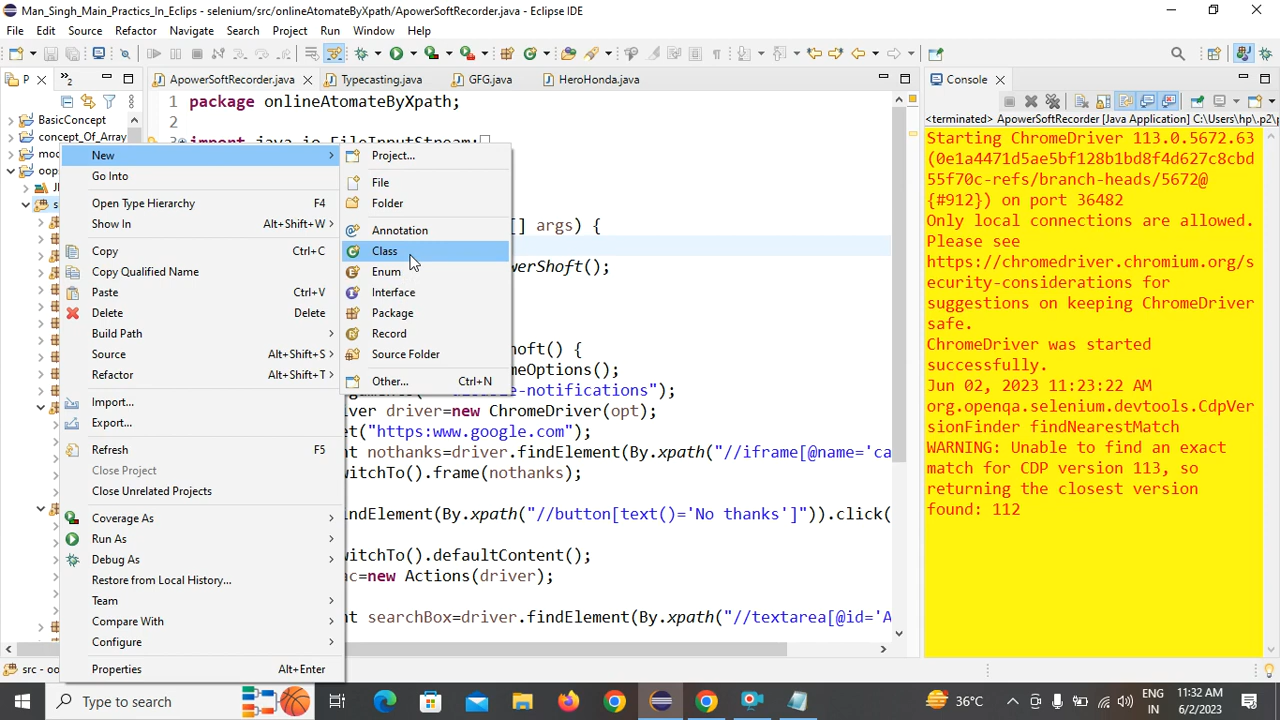 Man_Singh_Main_Practics_In_Eclips - selenium/src/onlineAtomateByXpath/ApowerSoftRecorder.java - Eclipse IDE
File Edit Source Refactor Navigate Search Project Run Window Help
P
ApowerSoftRecorder.java
Typecasting.java
GFG.java
HeroHonda.java
Console
BasicConcept
concept_Of_Array
1 package onlineAtomateByXpath;
2
3 import java.io.FileInputStream;
<terminated> ApowerSoftRecorder [Java Application] C:\Users\hp\.p2\
Starting ChromeDriver 113.0.5672.63
(0e1a4471d5ae5bf128b1bd8f4d627c8cbd
55f70c-refs/branch-heads/5672@
{#912}) on port 36482
Only local connections are allowed.
Please see
https://chromedriver.chromium.org/s
ecurity-considerations for
suggestions on keeping ChromeDriver
safe.
ChromeDriver was started
successfully.
Jun 02, 2023 11:23:22 AM
org.openqa.selenium.devtools.CdpVer
sionFinder findNearestMatch
WARNING: Unable to find an exact
match for CDP version 113, so
returning the closest version
found: 112
New
Go Into
Open Type Hierarchy F4
Show In Alt+Shift+W
Copy Ctrl+C
Copy Qualified Name
Paste Ctrl+V
Delete Delete
Build Path
Source Alt+Shift+S
Refactor Alt+Shift+T
Import...
Export...
Refresh F5
Close Project
Close Unrelated Projects
Coverage As
Run As
Debug As
Restore from Local History...
Team
Compare With
Configure
Properties Alt+Enter
Project...
File
Folder
Annotation
Class
Enum
Interface
Package
Record
Source Folder
Other... Ctrl+N
[] args) {
werShoft();
hoft() {
meOptions();
-notifications");
iver driver=new ChromeDriver(opt);
et("https:www.google.com");
nt nothanks=driver.findElement(By.xpath("//iframe[@name='ca
witchTo().frame(nothanks);
indElement(By.xpath("//button[text()='No thanks']")).click(
witchTo().defaultContent();
ac=new Actions(driver);
nt searchBox=driver.findElement(By.xpath("//textarea[@id='A
src - oo
Type here to search
36°C
ENG
IN
11:32 AM
6/2/2023